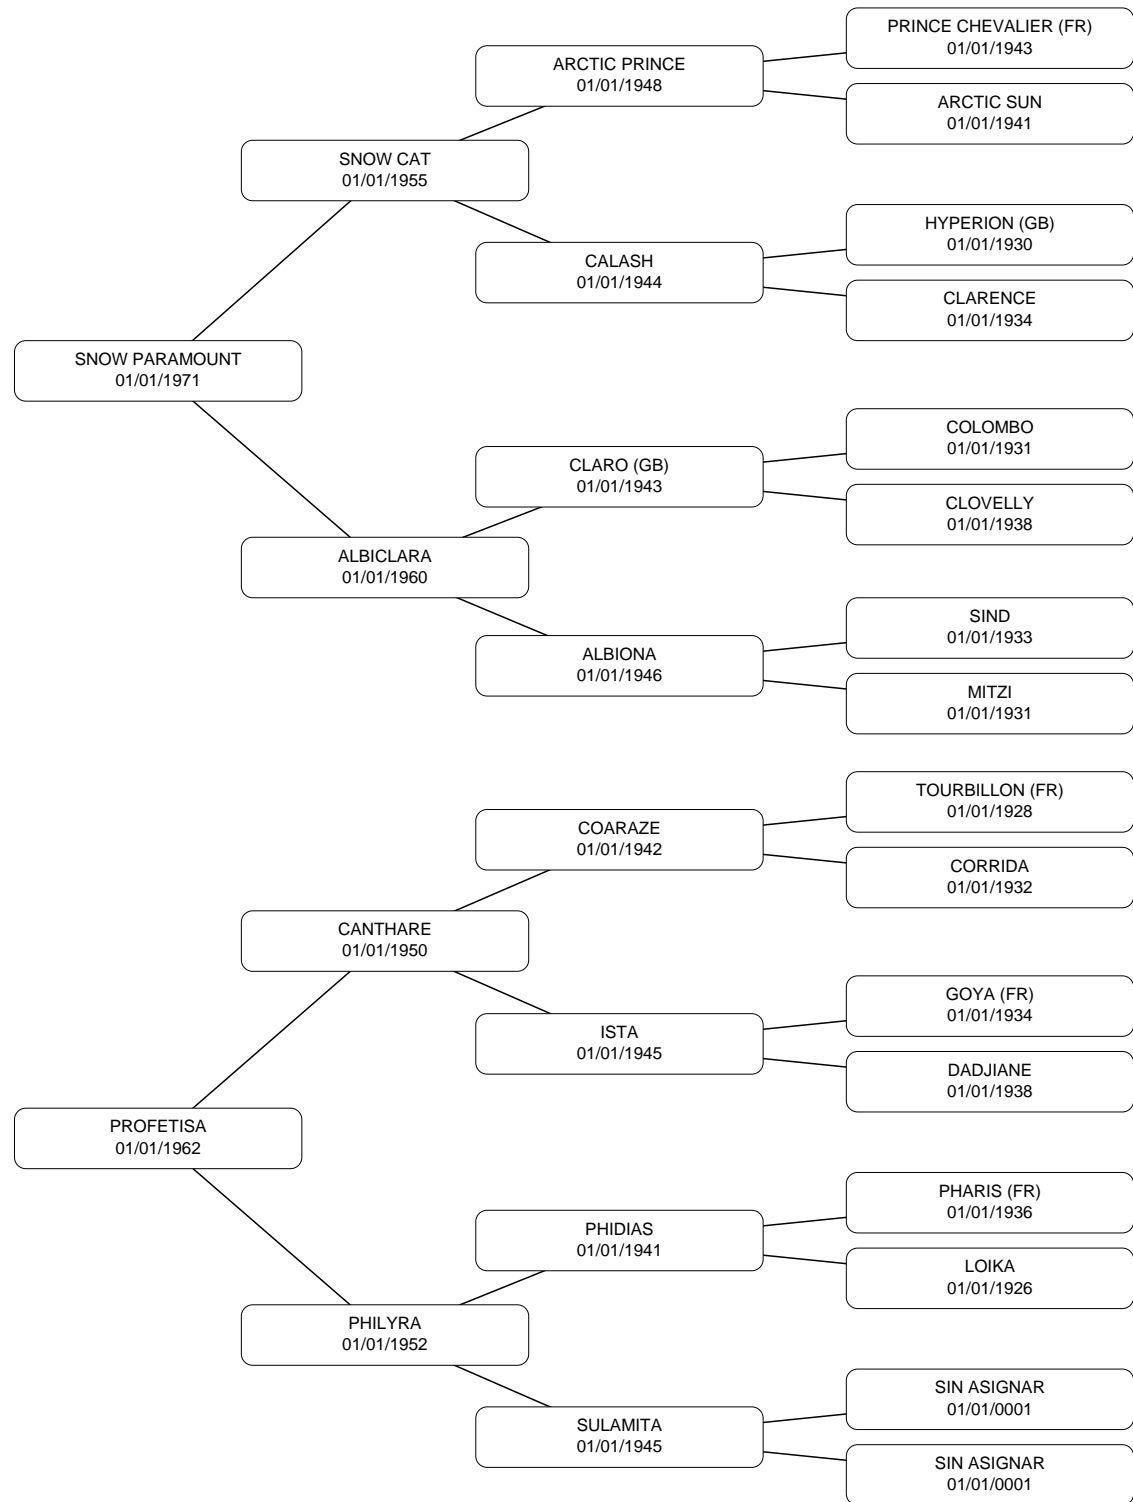 PRINCE CHEVALIER (FR)
01/01/1943
ARCTIC PRINCE
01/01/1948
ARCTIC SUN
01/01/1941
SNOW CAT
01/01/1955
HYPERION (GB)
01/01/1930
CALASH
01/01/1944
CLARENCE
01/01/1934
SNOW PARAMOUNT
01/01/1971
COLOMBO
01/01/1931
CLARO (GB)
01/01/1943
CLOVELLY
01/01/1938
ALBICLARA
01/01/1960
SIND
01/01/1933
ALBIONA
01/01/1946
MITZI
01/01/1931
TOURBILLON (FR)
01/01/1928
COARAZE
01/01/1942
CORRIDA
01/01/1932
CANTHARE
01/01/1950
GOYA (FR)
01/01/1934
ISTA
01/01/1945
DADJIANE
01/01/1938
PROFETISA
01/01/1962
PHARIS (FR)
01/01/1936
PHIDIAS
01/01/1941
LOIKA
01/01/1926
PHILYRA
01/01/1952
SIN ASIGNAR
01/01/0001
SULAMITA
01/01/1945
SIN ASIGNAR
01/01/0001